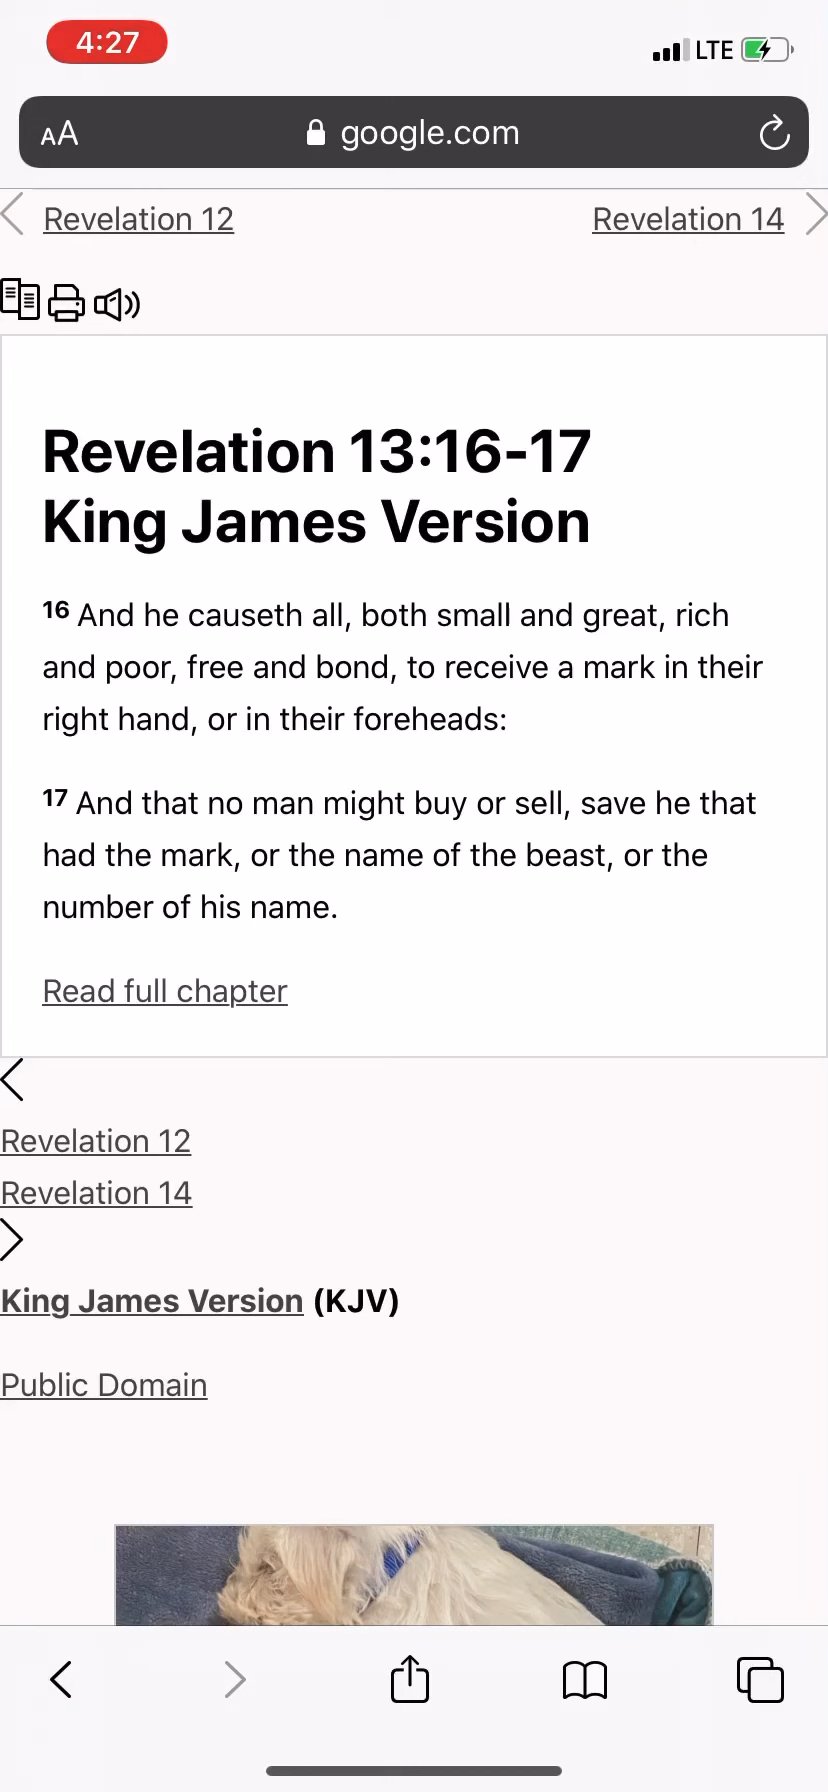 4:27
LTE
AA google.com
Revelation 12 Revelation 14
Revelation 13:16-17
King James Version
16 And he causeth all, both small and great, rich
and poor, free and bond, to receive a mark in their
right hand, or in their foreheads:
17 And that no man might buy or sell, save he that
had the mark, or the name of the beast, or the
number of his name.
Read full chapter
Revelation 12
Revelation 14
King James Version (KJV)
Public Domain